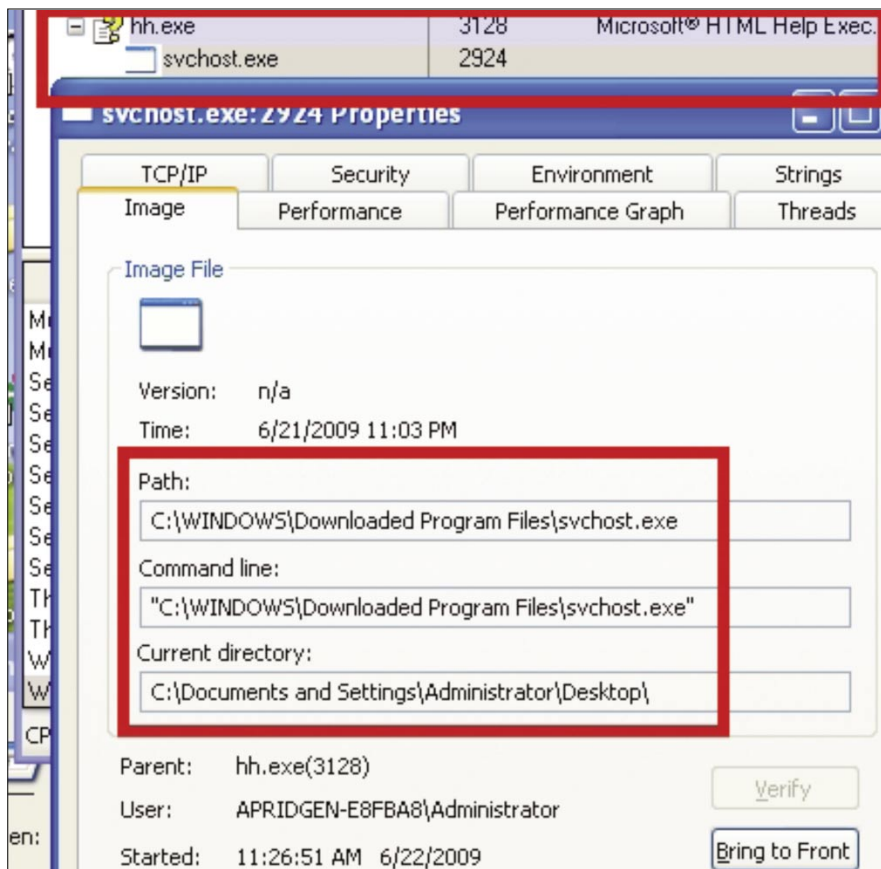 hh.exe 3128 Microsoft® HTML Help Exec.
svchost.exe 2924
svchost.exe:2924 Properties
TCP/IP Security Environment Strings
Image Performance Performance Graph Threads
Image File
Version: n/a
Time: 6/21/2009 11:03 PM
Path:
C:\WINDOWS\Downloaded Program Files\svchost.exe
Command line:
"C:\WINDOWS\Downloaded Program Files\svchost.exe"
Current directory:
C:\Documents and Settings\Administrator\Desktop\
Parent: hh.exe(3128)
Verify
User: APRIDGEN-E8FBA8\Administrator
Started: 11:26:51 AM 6/22/2009
Bring to Front